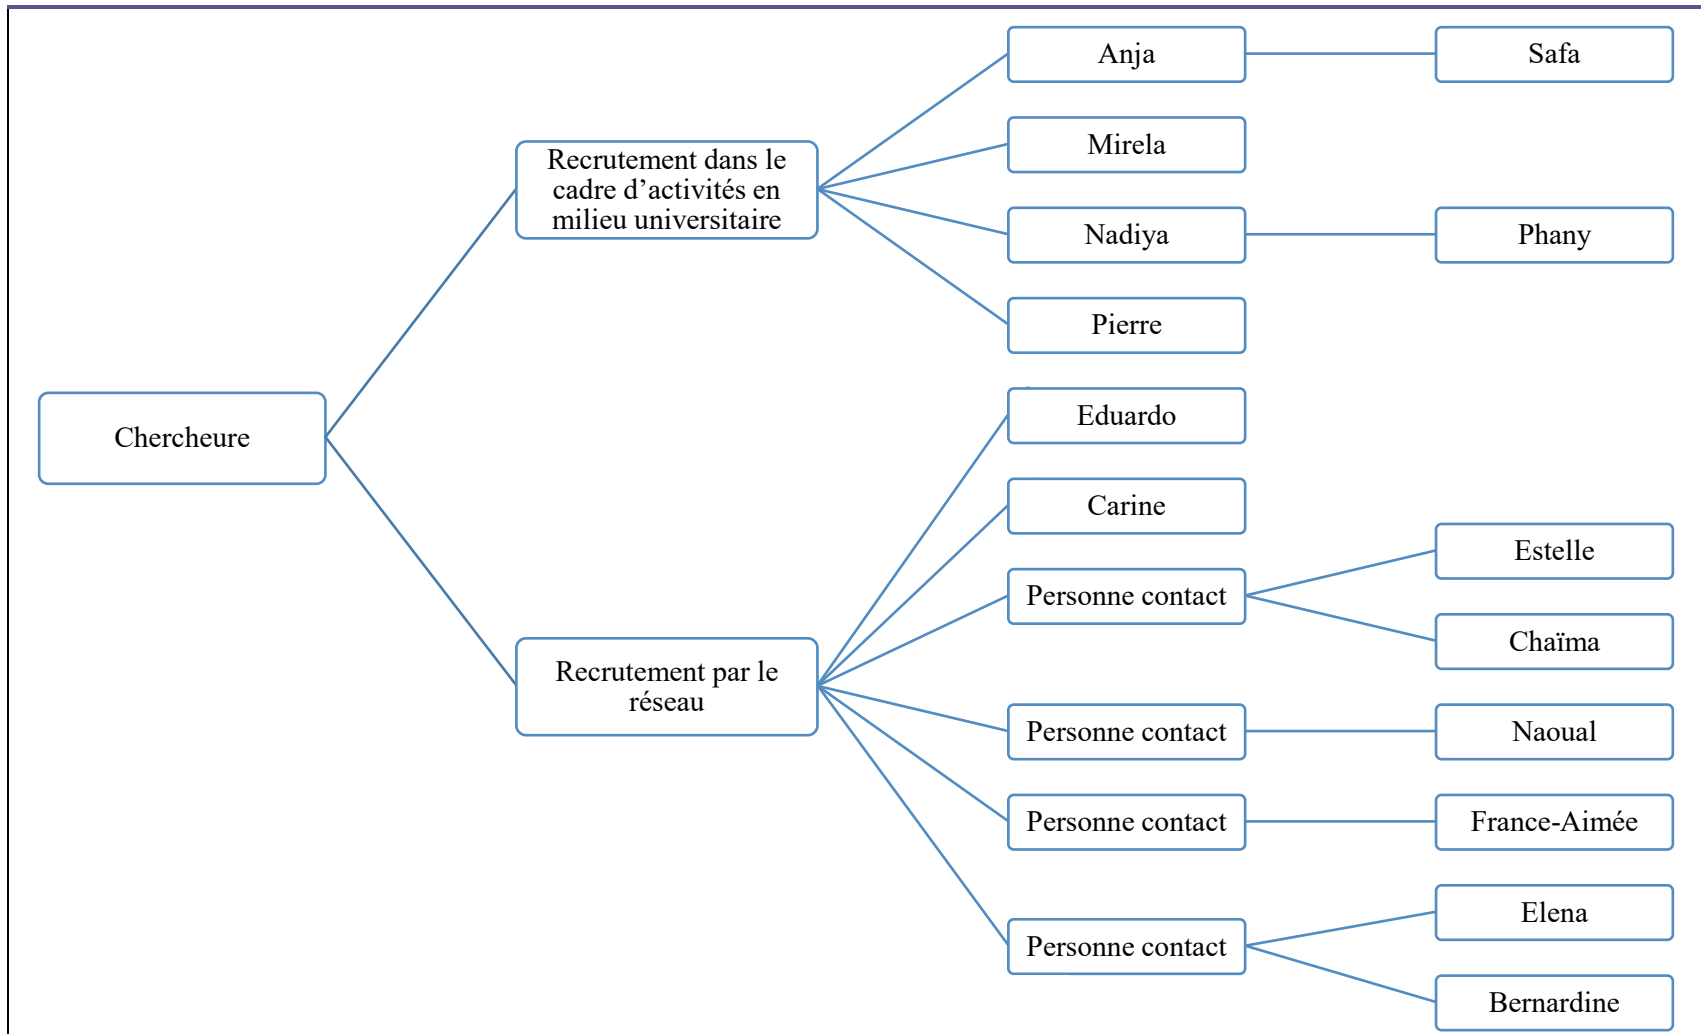 Chercheure
Recrutement dans le
cadre d’activités en
milieu universitaire
Anja
Safa
Mirela
Nadiya
Phany
Pierre
Recrutement par le
réseau
Eduardo
Carine
Personne contact
Estelle
Chaïma
Personne contact
Naoual
Personne contact
France-Aimée
Personne contact
Elena
Bernardine